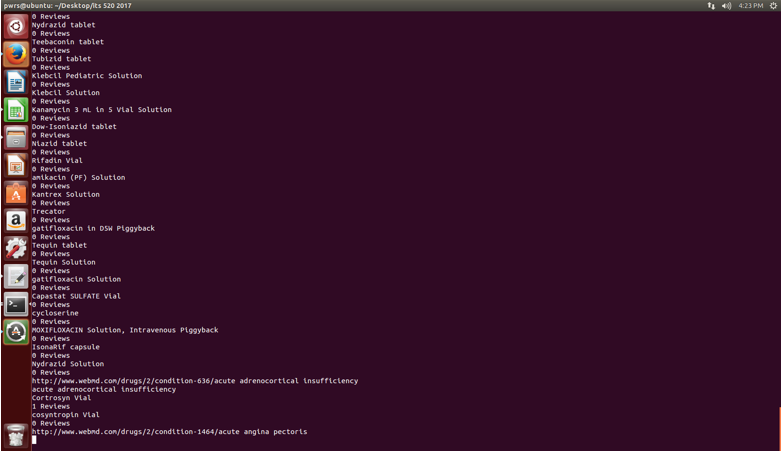 pwrs@ubuntu: ~/Desktop/its 520 2017
4:23 PM
0 Reviews
Nydrazid tablet
0 Reviews
Teebaconin tablet
0 Reviews
Tubizid tablet
0 Reviews
Klebcil Pediatric Solution
0 Reviews
Klebcil Solution
0 Reviews
Kanamycin 3 mL in 5 Vial Solution
0 Reviews
Dow-Isoniazid tablet
0 Reviews
Niazid tablet
0 Reviews
Rifadin Vial
0 Reviews
amikacin (PF) Solution
0 Reviews
Kantrex Solution
0 Reviews
Trecator
0 Reviews
gatifloxacin in D5W Piggyback
0 Reviews
Tequin tablet
0 Reviews
Tequin Solution
0 Reviews
gatifloxacin Solution
0 Reviews
Capastat SULFATE Vial
0 Reviews
cycloserine
0 Reviews
MOXIFLOXACIN Solution, Intravenous Piggyback
0 Reviews
IsonaRif capsule
0 Reviews
Nydrazid Solution
0 Reviews
http://www.webmd.com/drugs/2/condition-636/acute adrenocortical insufficiency
acute adrenocortical insufficiency
Cortrosyn Vial
1 Reviews
cosyntropin Vial
0 Reviews
http://www.webmd.com/drugs/2/condition-1464/acute angina pectoris